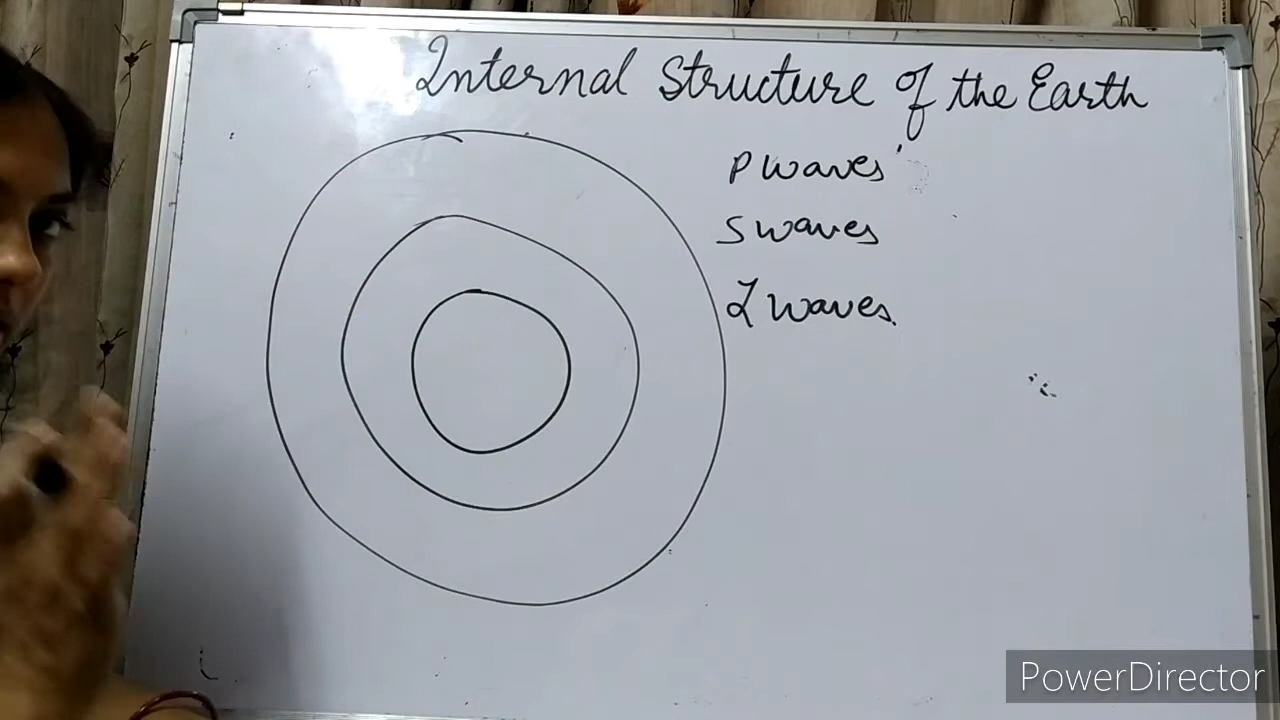 Internal Structure of the Earth
P waves
S waves
L waves.
PowerDirector